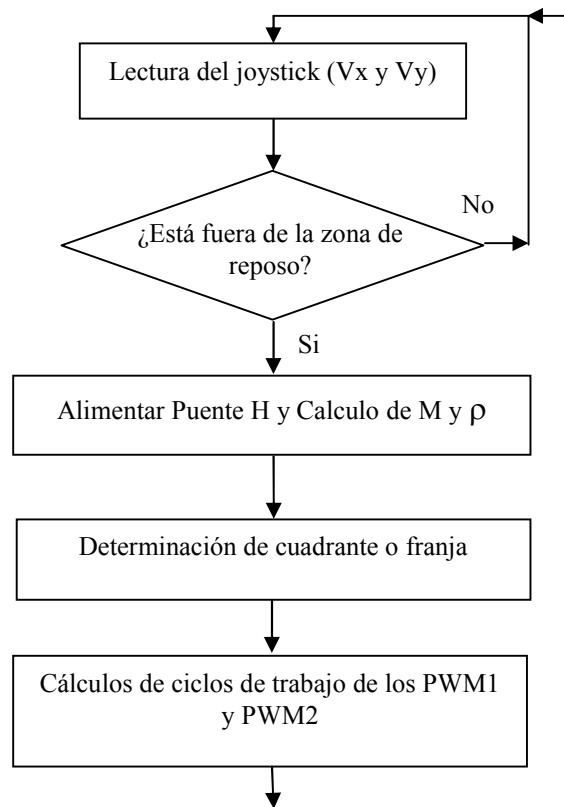 Lectura del joystick (Vx y Vy)
No
¿Está fuera de la zona de
reposo?
Si
Alimentar Puente H y Calculo de M y ρ
Determinación de cuadrante o franja
Cálculos de ciclos de trabajo de los PWM1
y PWM2